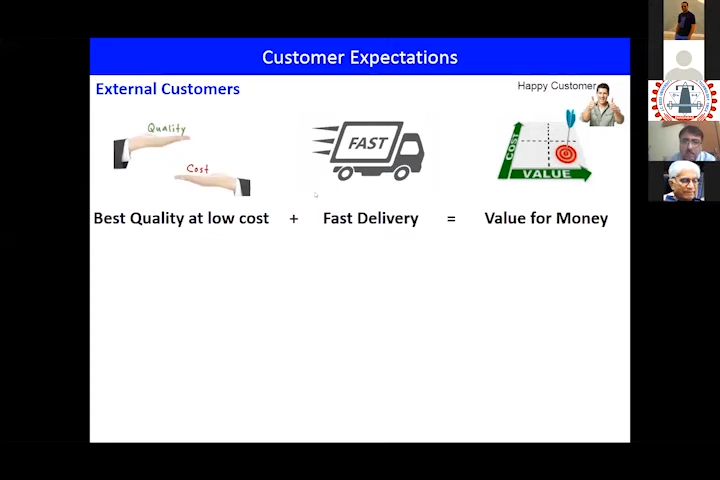 Customer Expectations
External Customers
Happy Customer
Quality
Cost
FAST
COST
VALUE
Best Quality at low cost + Fast Delivery = Value for Money